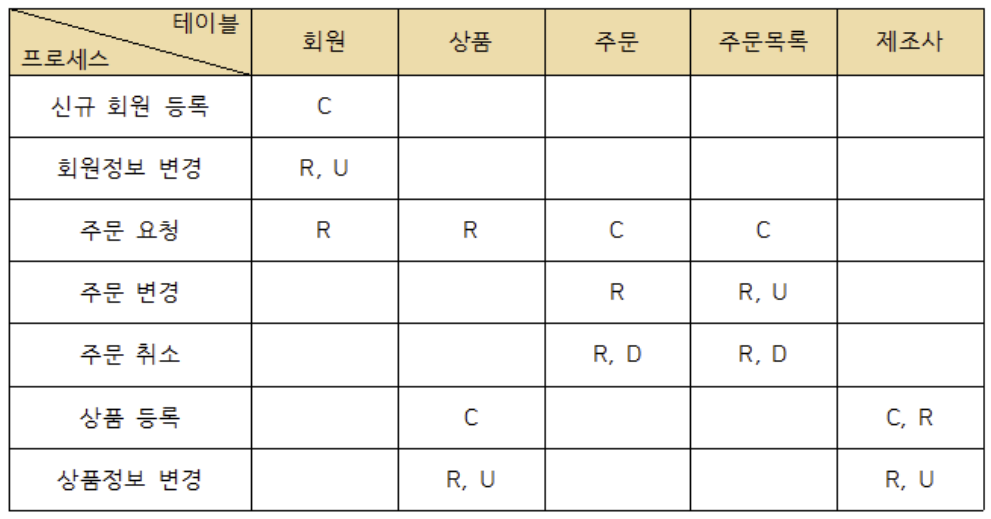 테이블
프로세스 회원 상품 주문 주문목록 제조사
신규 회원 등록 C
회원정보 변경 R, U
주문 요청 R R C C
주문 변경 R R, U
주문 취소 R, D R, D
상품 등록 C C, R
상품정보 변경 R, U R, U